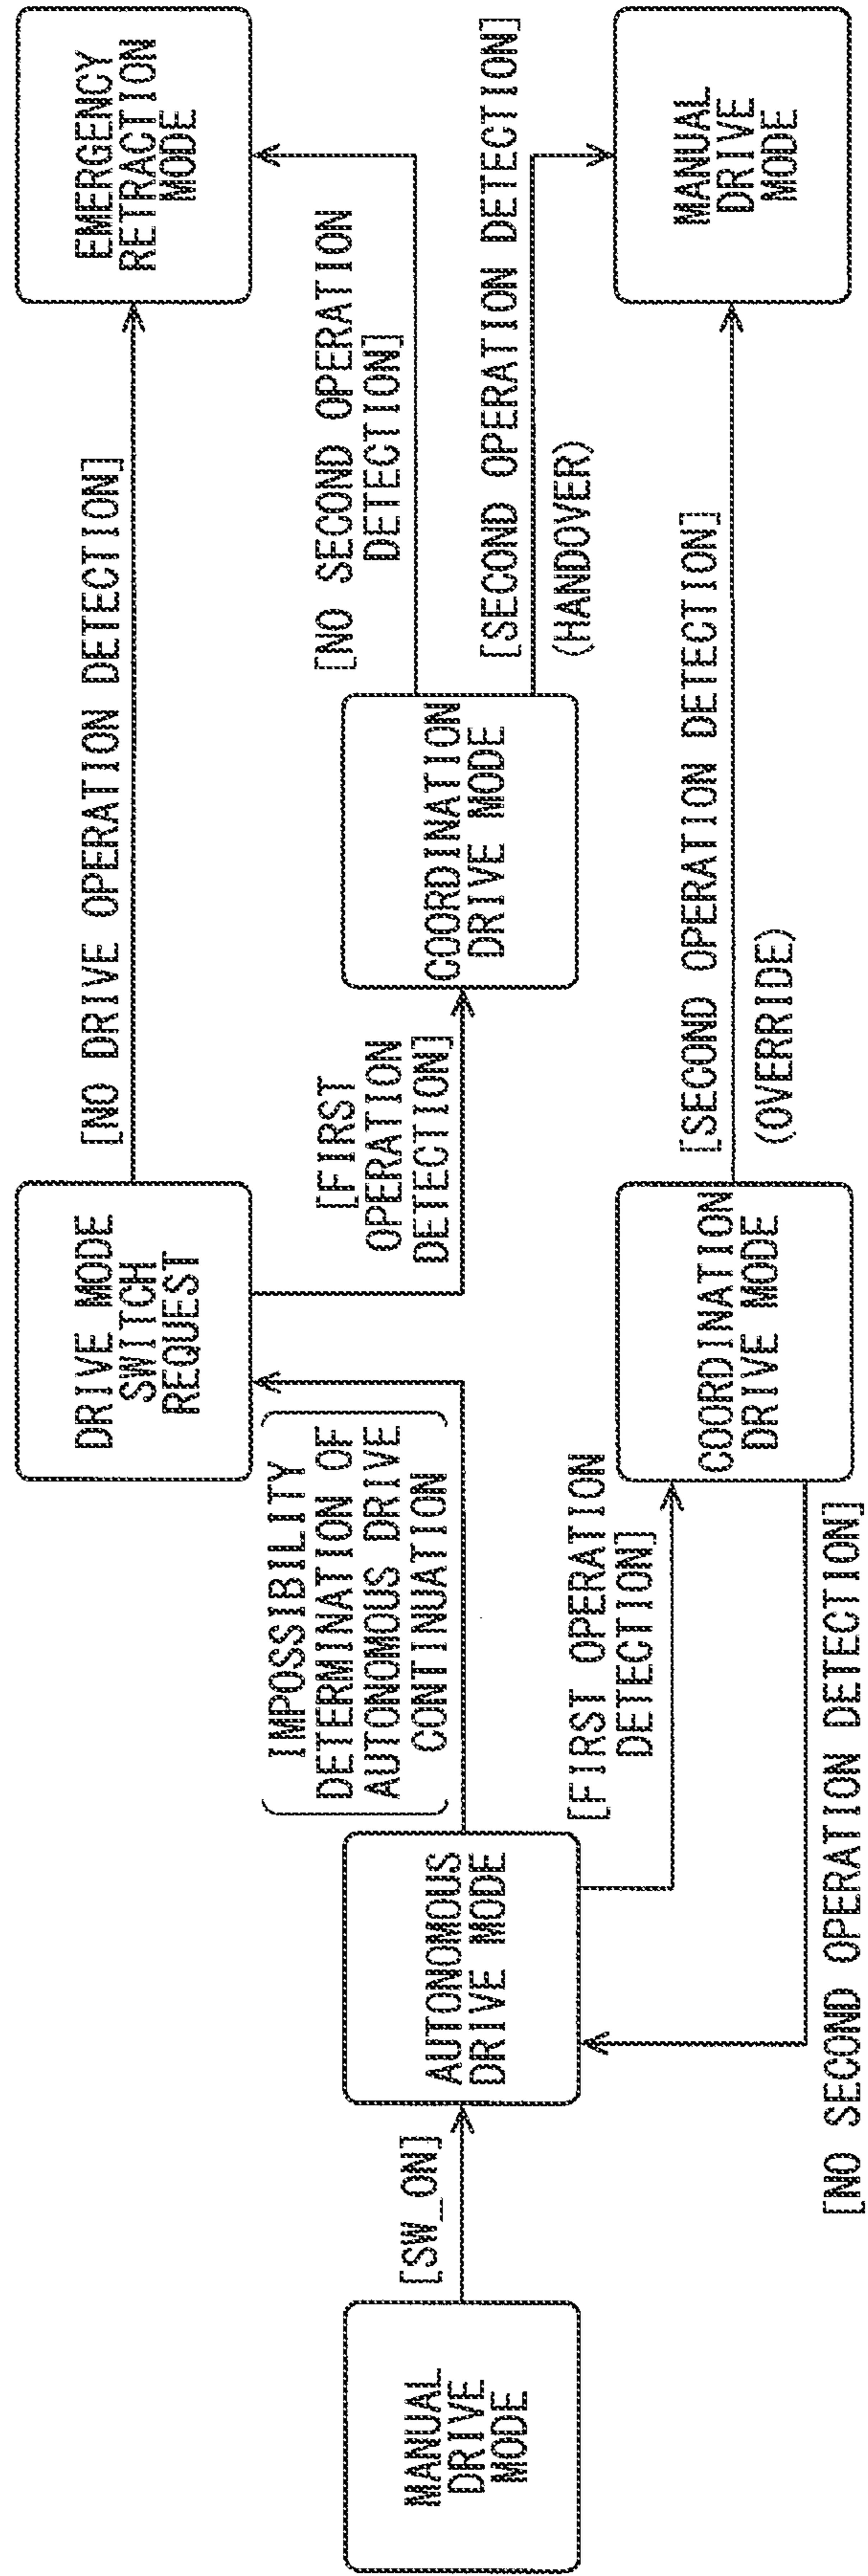 MANUAL
DRIVE
MODE
[SW_ON]
AUTONOMOUS
DRIVE MODE
IMPOSSIBILITY
DETERMINATION OF
AUTONOMOUS DRIVE
CONTINUATION
DRIVE MODE
SWITCH
REQUEST
[NO DRIVE OPERATION DETECTION]
EMERGENCY
RETRACTION
MODE
[FIRST
OPERATION
DETECTION]
COORDINATION
DRIVE MODE
[NO SECOND OPERATION
DETECTION]
[SECOND OPERATION DETECTION]
(HANDOVER)
[FIRST OPERATION
DETECTION]
COORDINATION
DRIVE MODE
[NO SECOND OPERATION DETECTION]
[SECOND OPERATION DETECTION]
(OVERRIDE)
MANUAL
DRIVE
MODE